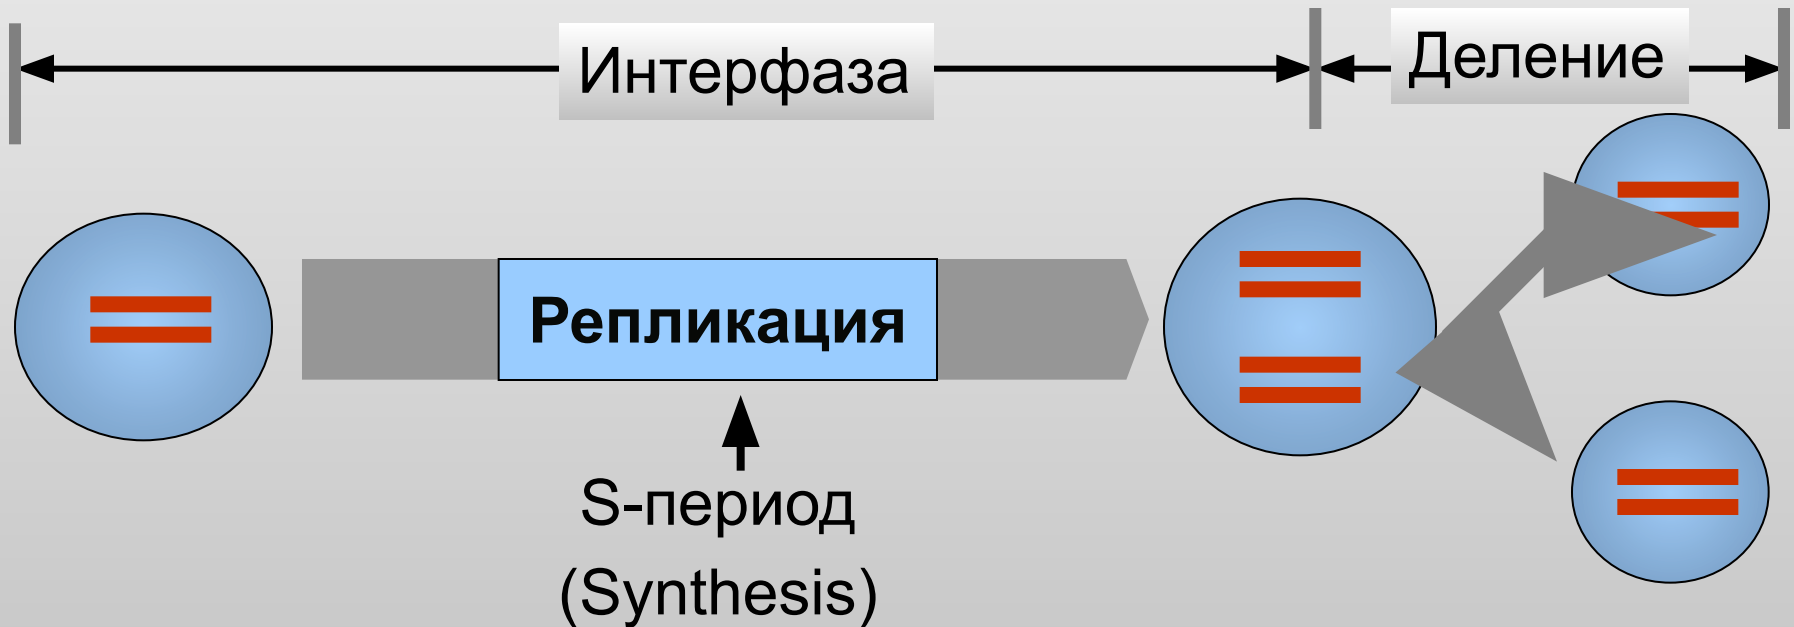 Интерфаза
Деление
Репликация
S-период
(Synthesis)